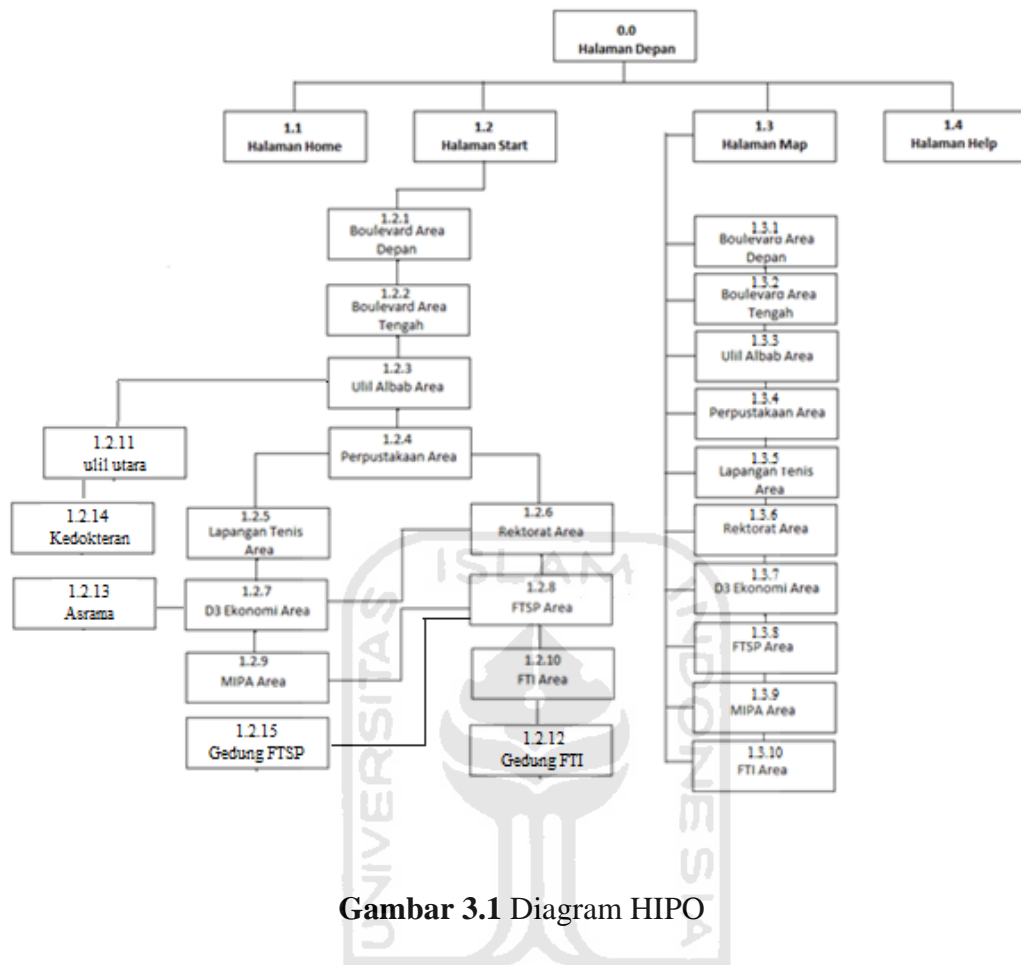 0.0
Halaman Depan
1.1
Halaman Home
1.2
Halaman Start
1.3
Halaman Map
1.4
Halaman Help
1.2.1
Boulevard Area
Depan
1.2.2
Boulevard Area
Tengah
1.2.3
Ulil Albab Area
1.2.11
ulil utara
1.2.4
Perpustakaan Area
1.2.14
Kedokteran
1.2.5
Lapangan Tenis
Area
1.2.6
Rektorat Area
1.2.13
Asrama
1.2.7
D3 Ekonomi Area
1.2.8
FTSP Area
1.2.9
MIPA Area
1.2.10
FTI Area
1.2.15
Gedung FTSP
1.2.12
Gedung FTI
1.3.1
Boulevard Area
Depan
1.3.2
Boulevard Area
Tengah
1.3.3
Ulil Albab Area
1.3.4
Perpustakaan Area
1.3.5
Lapangan Tenis
Area
1.3.6
Rektorat Area
1.3.7
D3 Ekonomi Area
1.3.8
FTSP Area
1.3.9
MIPA Area
1.3.10
FTI Area
UNIVERSITAS
ISLAM
INDONESIA
Gambar 3.1 Diagram HIPO